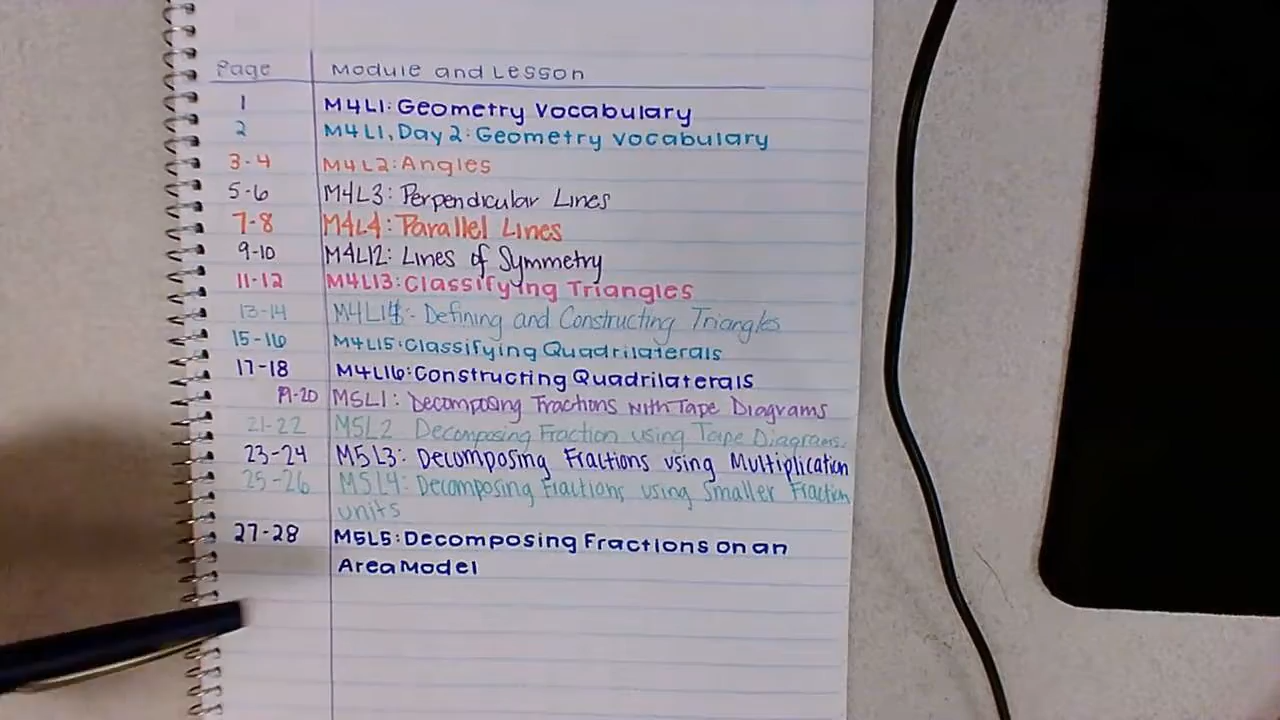 Page Module and Lesson
1 M4L1: Geometry Vocabulary
2 M4L1, Day 2: Geometry Vocabulary
3-4 M4L2: Angles
5-6 M4L3: Perpendicular Lines
7-8 M4L4: Parallel Lines
9-10 M4L12: Lines of Symmetry
11-12 M4L13: Classifying Triangles
13-14 M4L14: Defining and Constructing Triangles
15-16 M4L15: Classifying Quadrilaterals
17-18 M4L16: Constructing Quadrilaterals
19-20 M5L1: Decomposing Fractions with Tape Diagrams
21-22 M5L2 Decomposing Fraction using Tape Diagrams.
23-24 M5L3: Decomposing Fractions using Multiplication
25-26 M5L4: Decomposing Fractions using Smaller Fraction
units
27-28 M5L5: Decomposing Fractions on an
Area Model